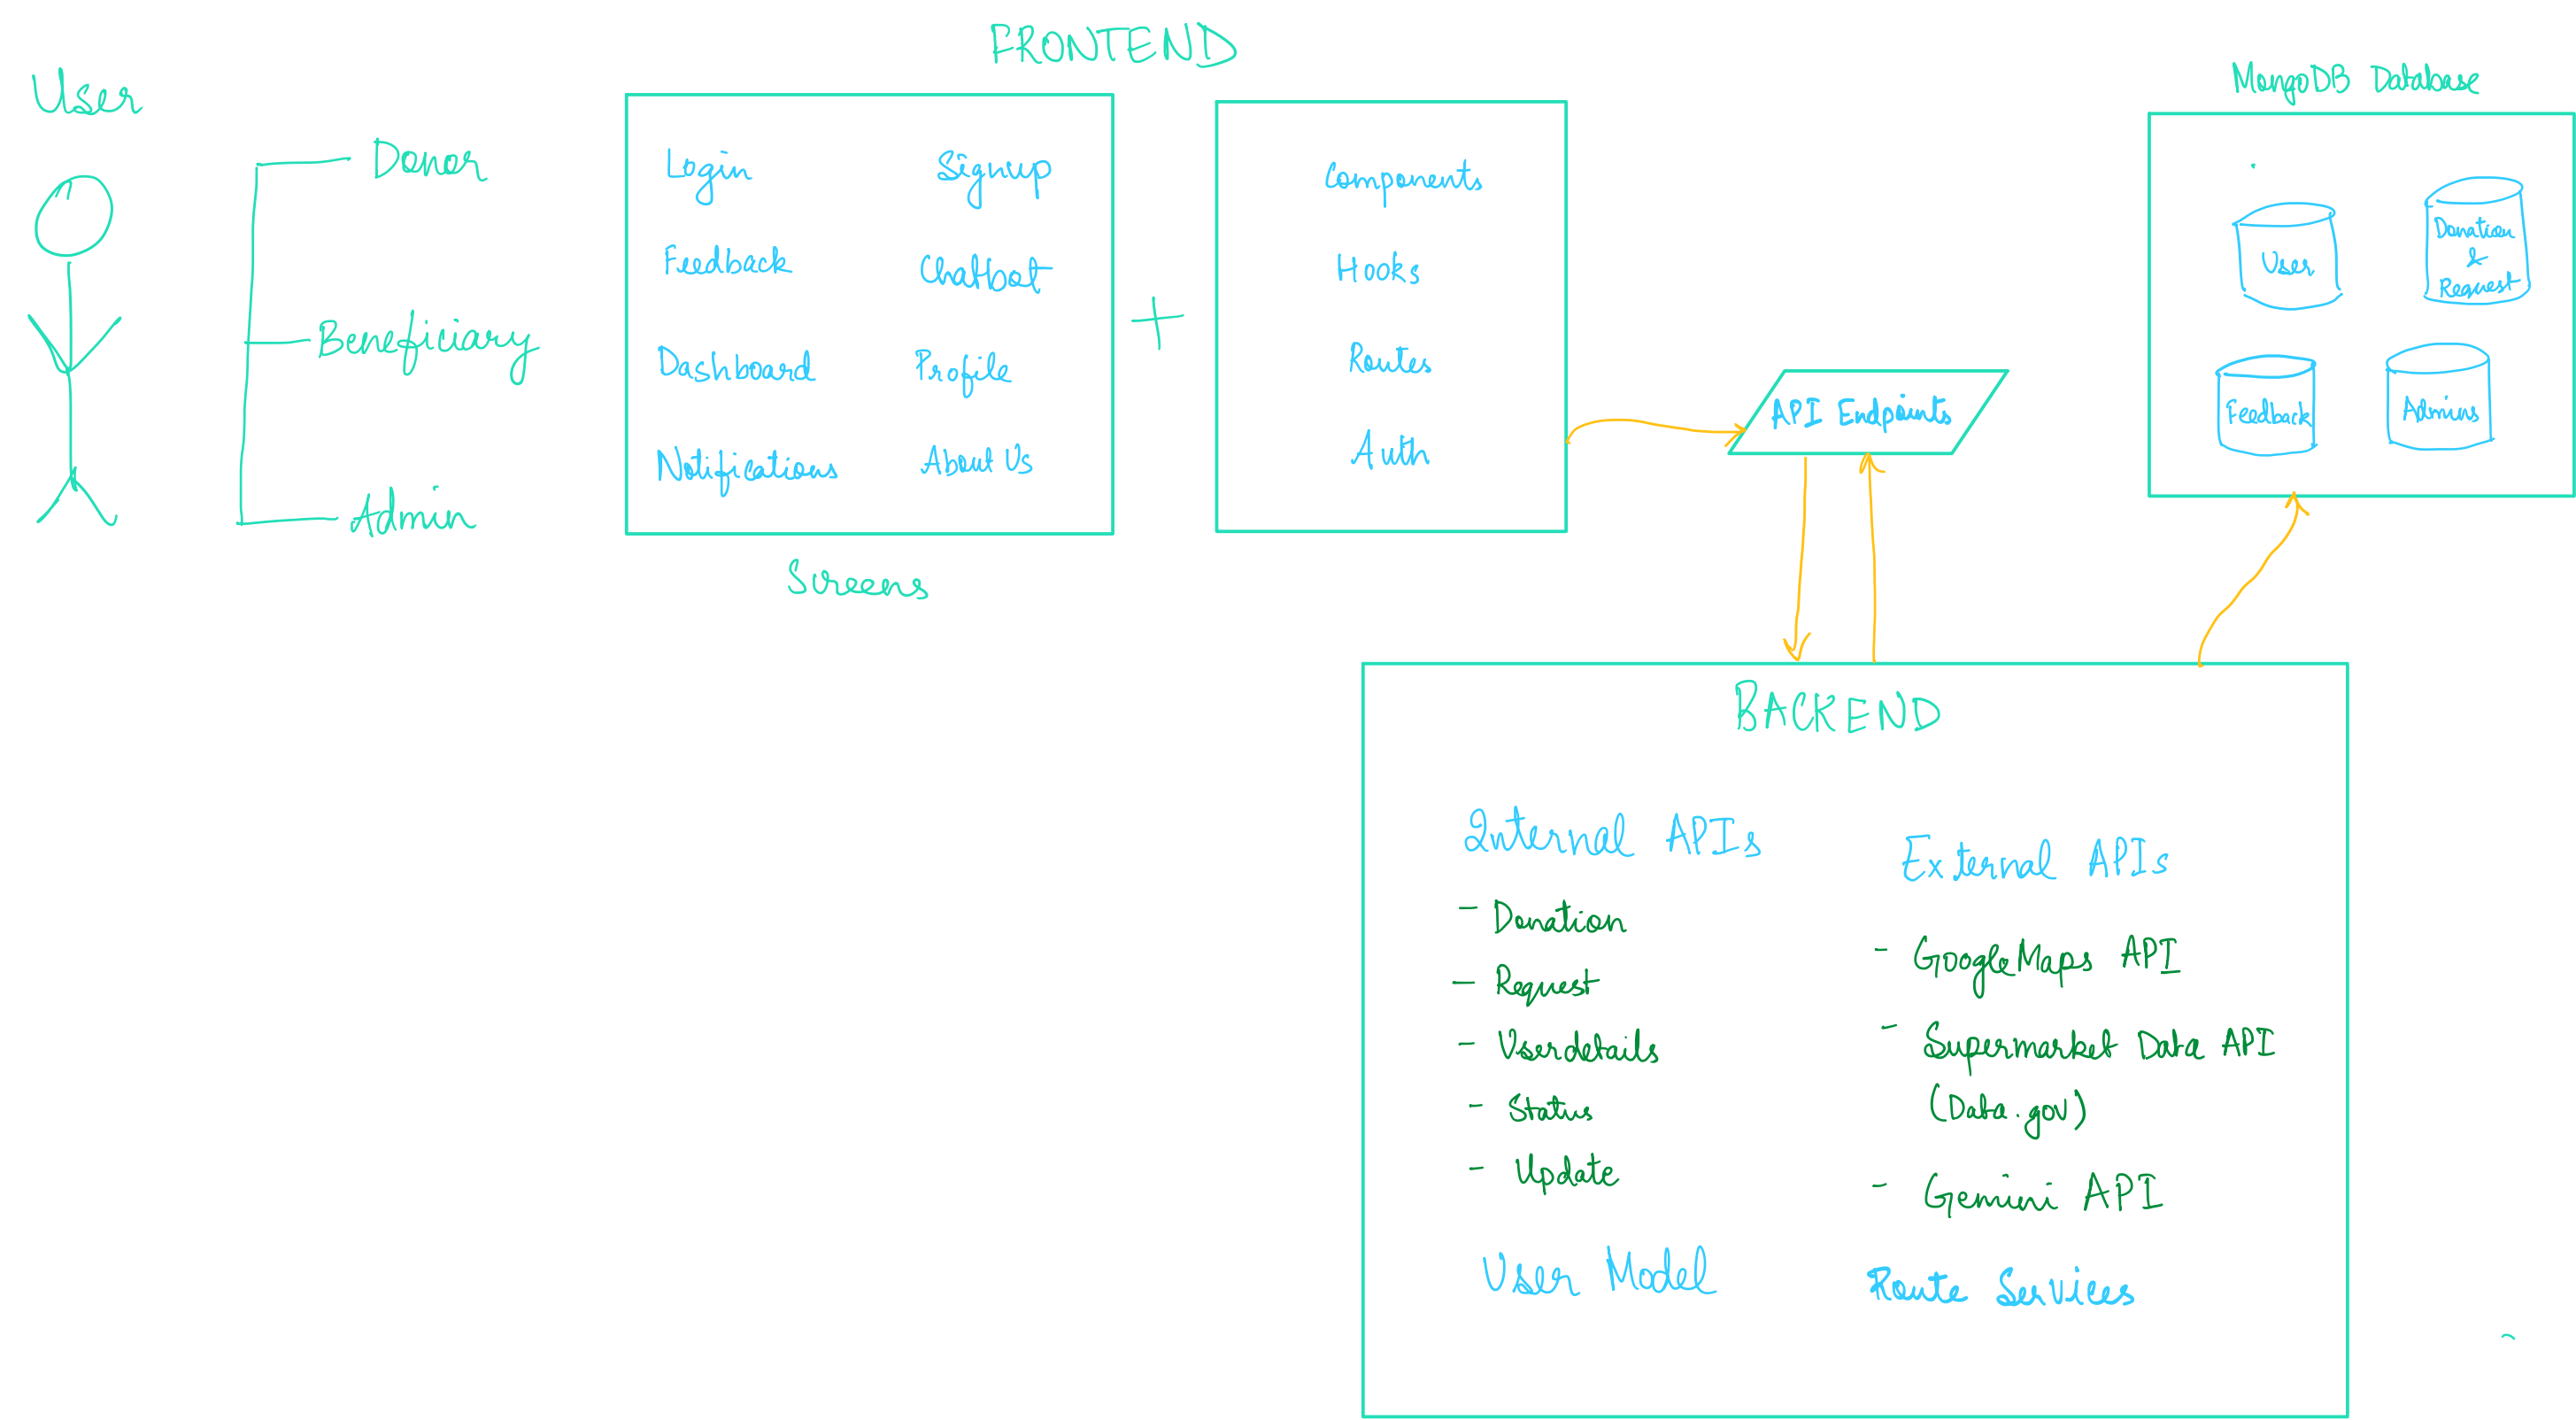 FRONTEND
User
Donor
Beneficiary
Admin
Login Signup
Feedback Chatbot
Dashboard Profile
Notifications About Us
Screens
Components
Hooks
Routes
Auth
API Endpoints
MongoDB Database
User
Donation
&
Request
Feedback
Admins
BACKEND
Internal APIs
- Donation
- Request
- Userdetails
- Status
- Update
User Model
External APIs
- GoogleMaps API
- Supermarket Data API
(Data.gov)
- Gemini API
Route Services